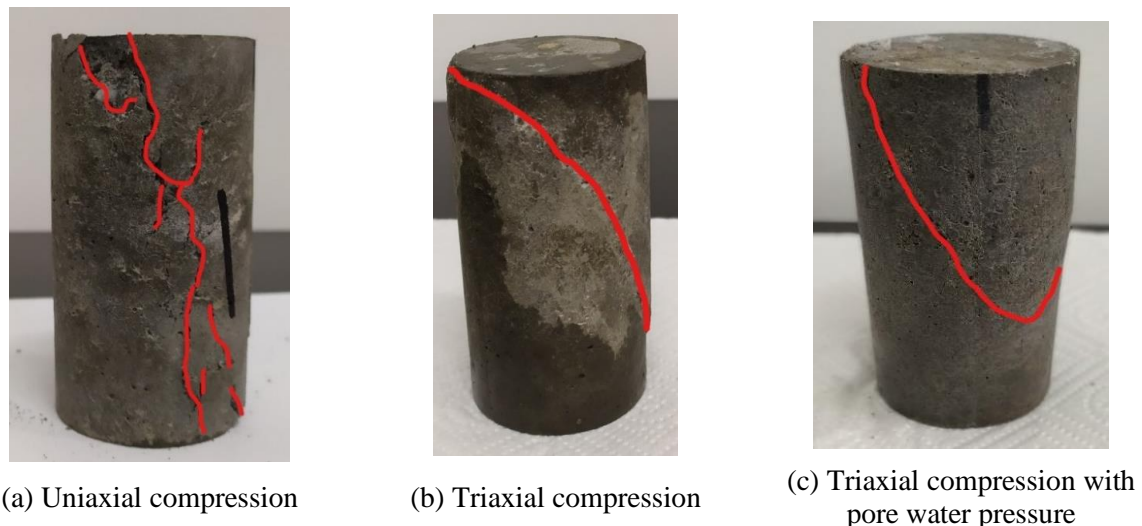 (a) Uniaxial compression
(b) Triaxial compression
(c) Triaxial compression with
pore water pressure